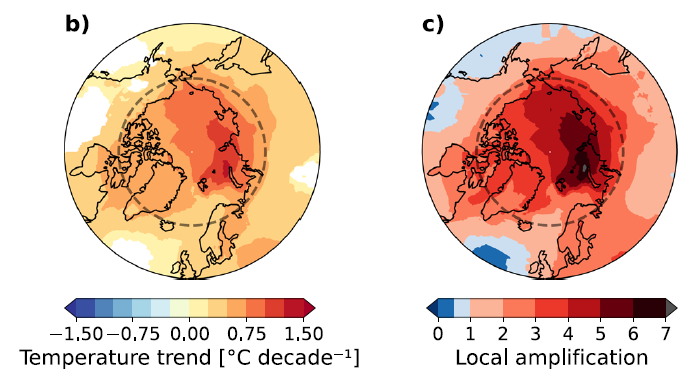 b)
c)
−1.50 −0.75 0.00 0.75 1.50
Temperature trend [°C decade⁻¹]
0 1 2 3 4 5 6 7
Local amplification